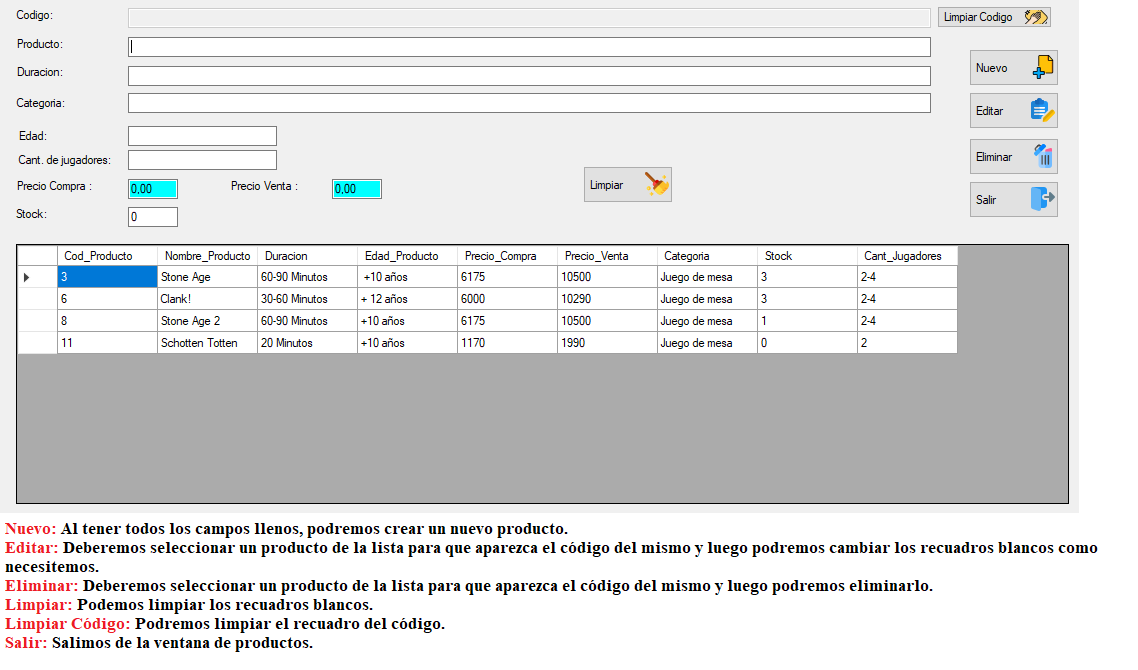 Codigo:
Limpiar Codigo
Producto:
Duracion:
Nuevo
Categoria:
Editar
Edad:
Cant. de jugadores:
Eliminar
Precio Compra :
0,00
Precio Venta :
0,00
Limpiar
Salir
Stock:
0
Cod_Producto Nombre_Producto Duracion Edad_Producto Precio_Compra Precio_Venta Categoria Stock Cant_Jugadores
3 Stone Age 60-90 Minutos +10 años 6175 10500 Juego de mesa 3 2-4
6 Clank! 30-60 Minutos + 12 años 6000 10290 Juego de mesa 3 2-4
8 Stone Age 2 60-90 Minutos +10 años 6175 10500 Juego de mesa 1 2-4
11 Schotten Totten 20 Minutos +10 años 1170 1990 Juego de mesa 0 2
Nuevo: Al tener todos los campos llenos, podremos crear un nuevo producto.
Editar: Deberemos seleccionar un producto de la lista para que aparezca el código del mismo y luego podremos cambiar los recuadros blancos como
necesitemos.
Eliminar: Deberemos seleccionar un producto de la lista para que aparezca el código del mismo y luego podremos eliminarlo.
Limpiar: Podemos limpiar los recuadros blancos.
Limpiar Código: Podremos limpiar el recuadro del código.
Salir: Salimos de la ventana de productos.